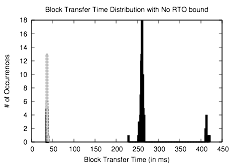 Block Transfer Time Distribution with No RTO bound
# of Occurrences
18
16
14
12
10
8
6
4
2
0
0 50 100 150 200 250 300 350 400 450
Block Transfer Time (in ms)